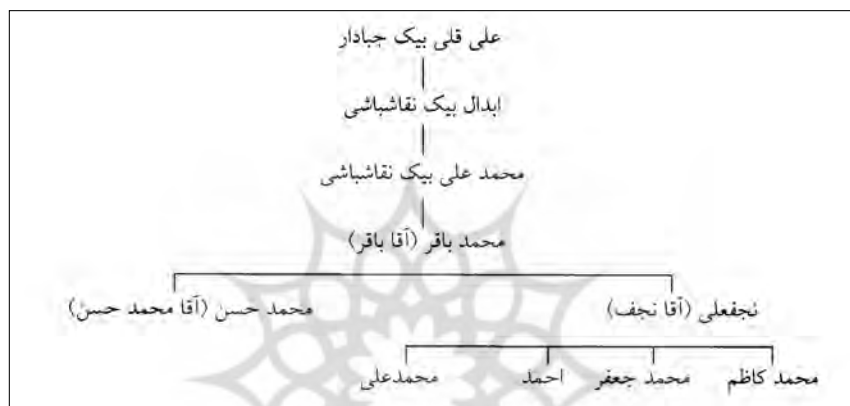 علی قلی بیک جبادار
ابدال بیک نقاشباشی
محمد علی بیک نقاشباشی
محمد باقر (آقا باقر)
نجفعلی (آقا نجف) محمد حسن (آقا محمد حسن)
محمد کاظم محمد جعفر احمد محمدعلی